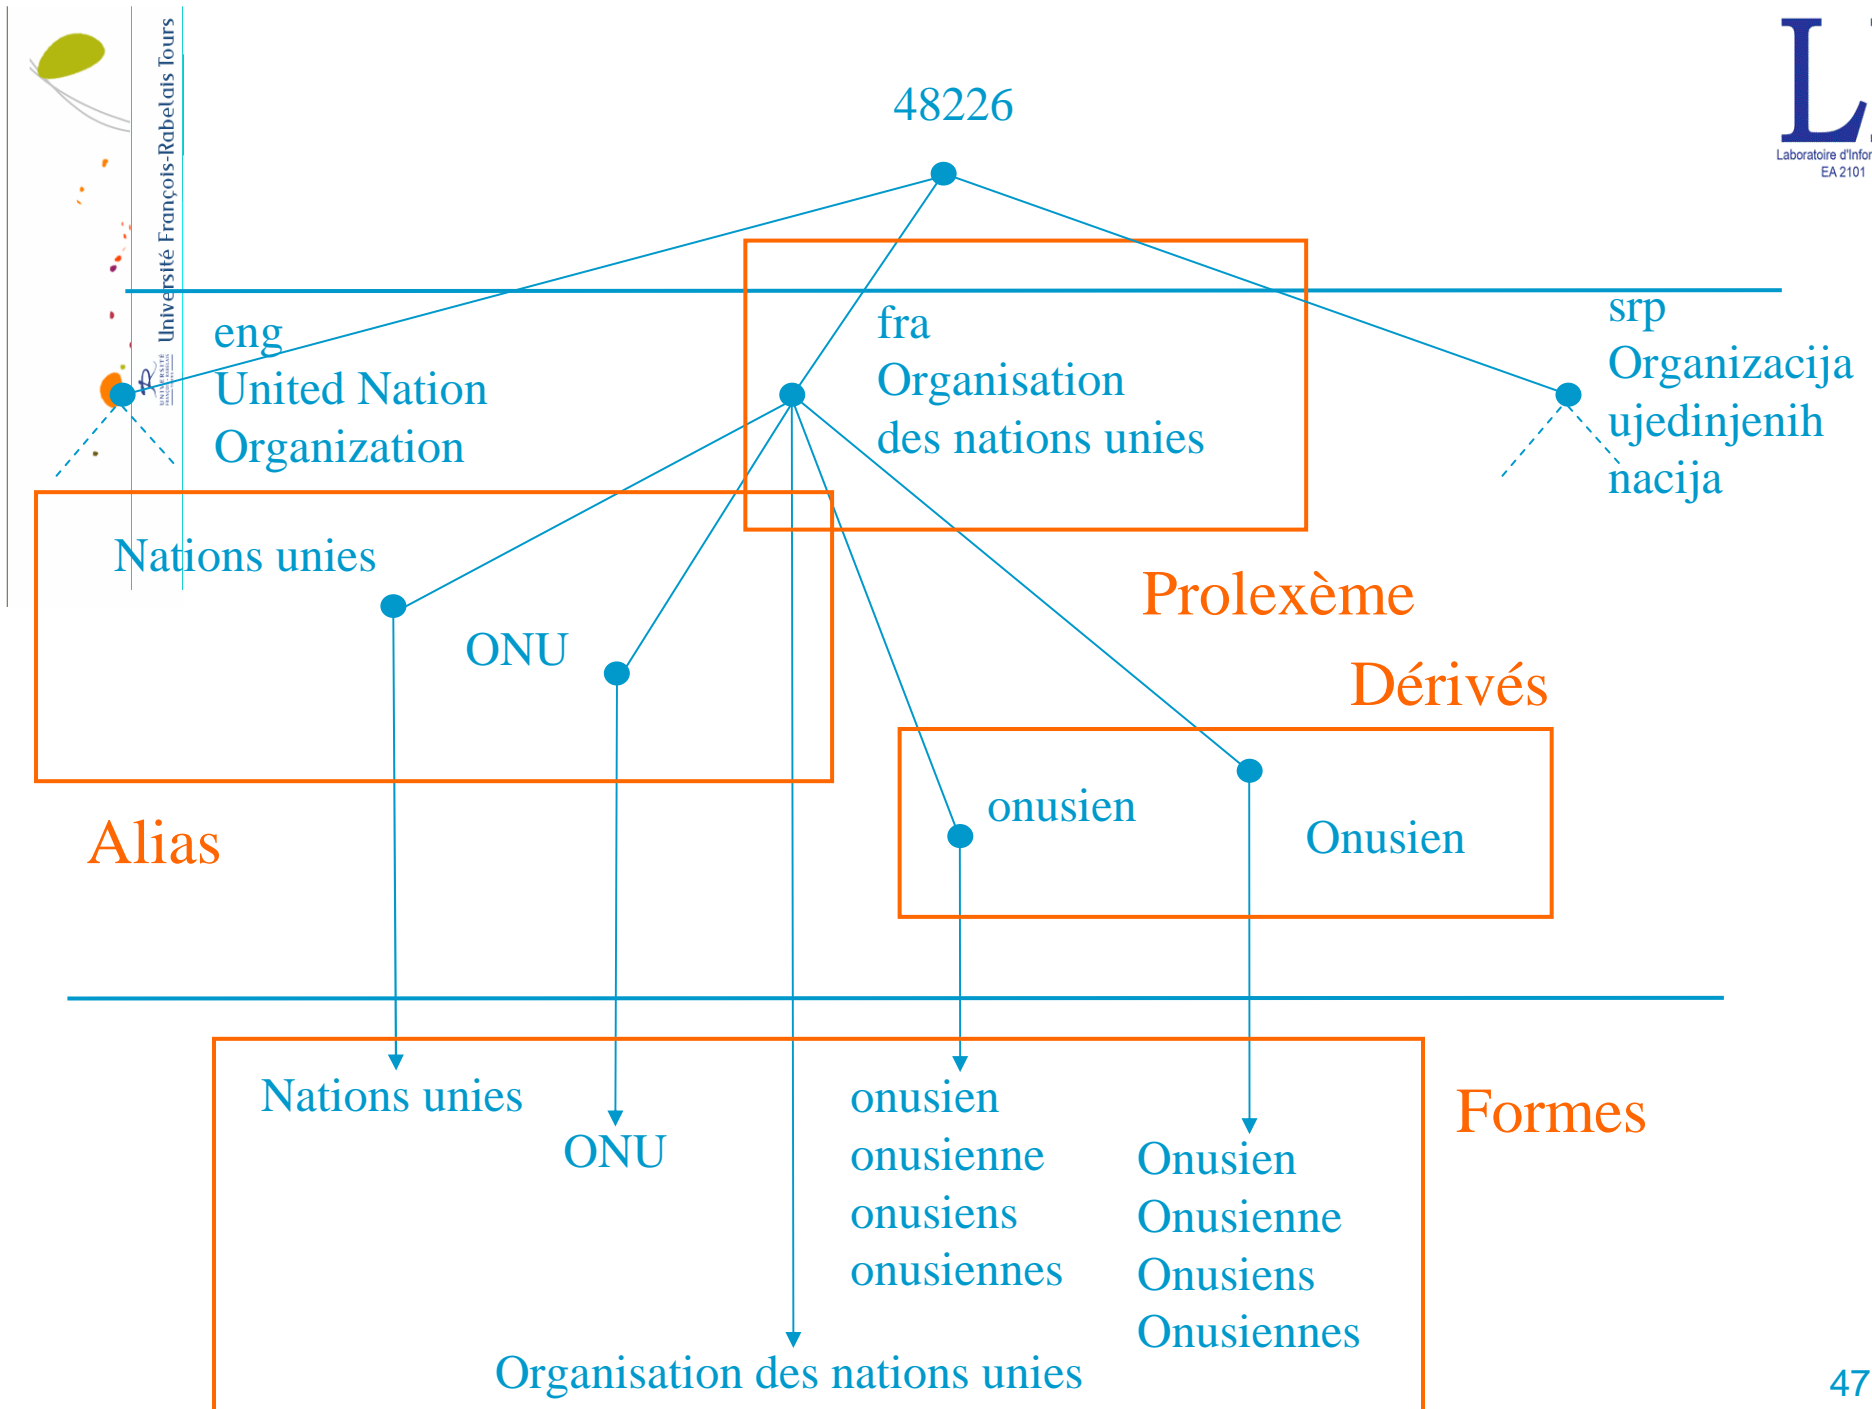 Université François-Rabelais Tours
Laboratoire d'Infor
EA 2101
48226
eng
United Nation
Organization
fra
Organisation
des nations unies
srp
Organizacija
ujedinjenih
nacija
Nations unies
ONU
Prolexème
Dérivés
onusien
Onusien
Alias
Nations unies
ONU
onusien
onusienne
onusiens
onusiennes
Onusien
Onusienne
Onusiens
Onusiennes
Formes
Organisation des nations unies
47